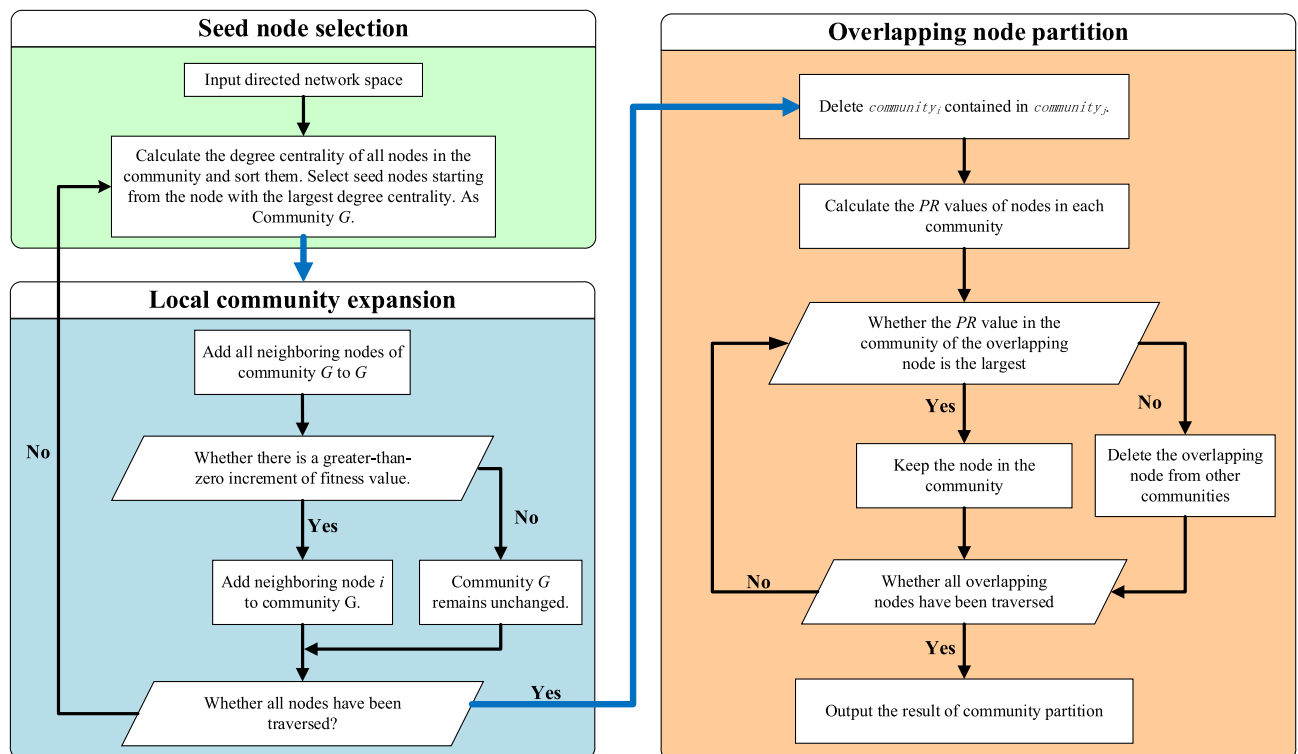 Seed node selection
Input directed network space
Calculate the degree centrality of all nodes in the
community and sort them. Select seed nodes starting
from the node with the largest degree centrality. As
Community G.
Local community expansion
Add all neighboring nodes of
community G to G
Whether there is a greater-than-
zero increment of fitness value.
Yes
No
Add neighboring node i
to community G.
Community G
remains unchanged.
Whether all nodes have been
traversed?
No
Yes
Overlapping node partition
Delete communityᵢ contained in communityⱼ.
Calculate the PR values of nodes in each
community
Whether the PR value in the
community of the overlapping
node is the largest
Yes
No
Keep the node in the
community
Delete the overlapping
node from other
communities
Whether all overlapping
nodes have been traversed
No
Yes
Output the result of community partition